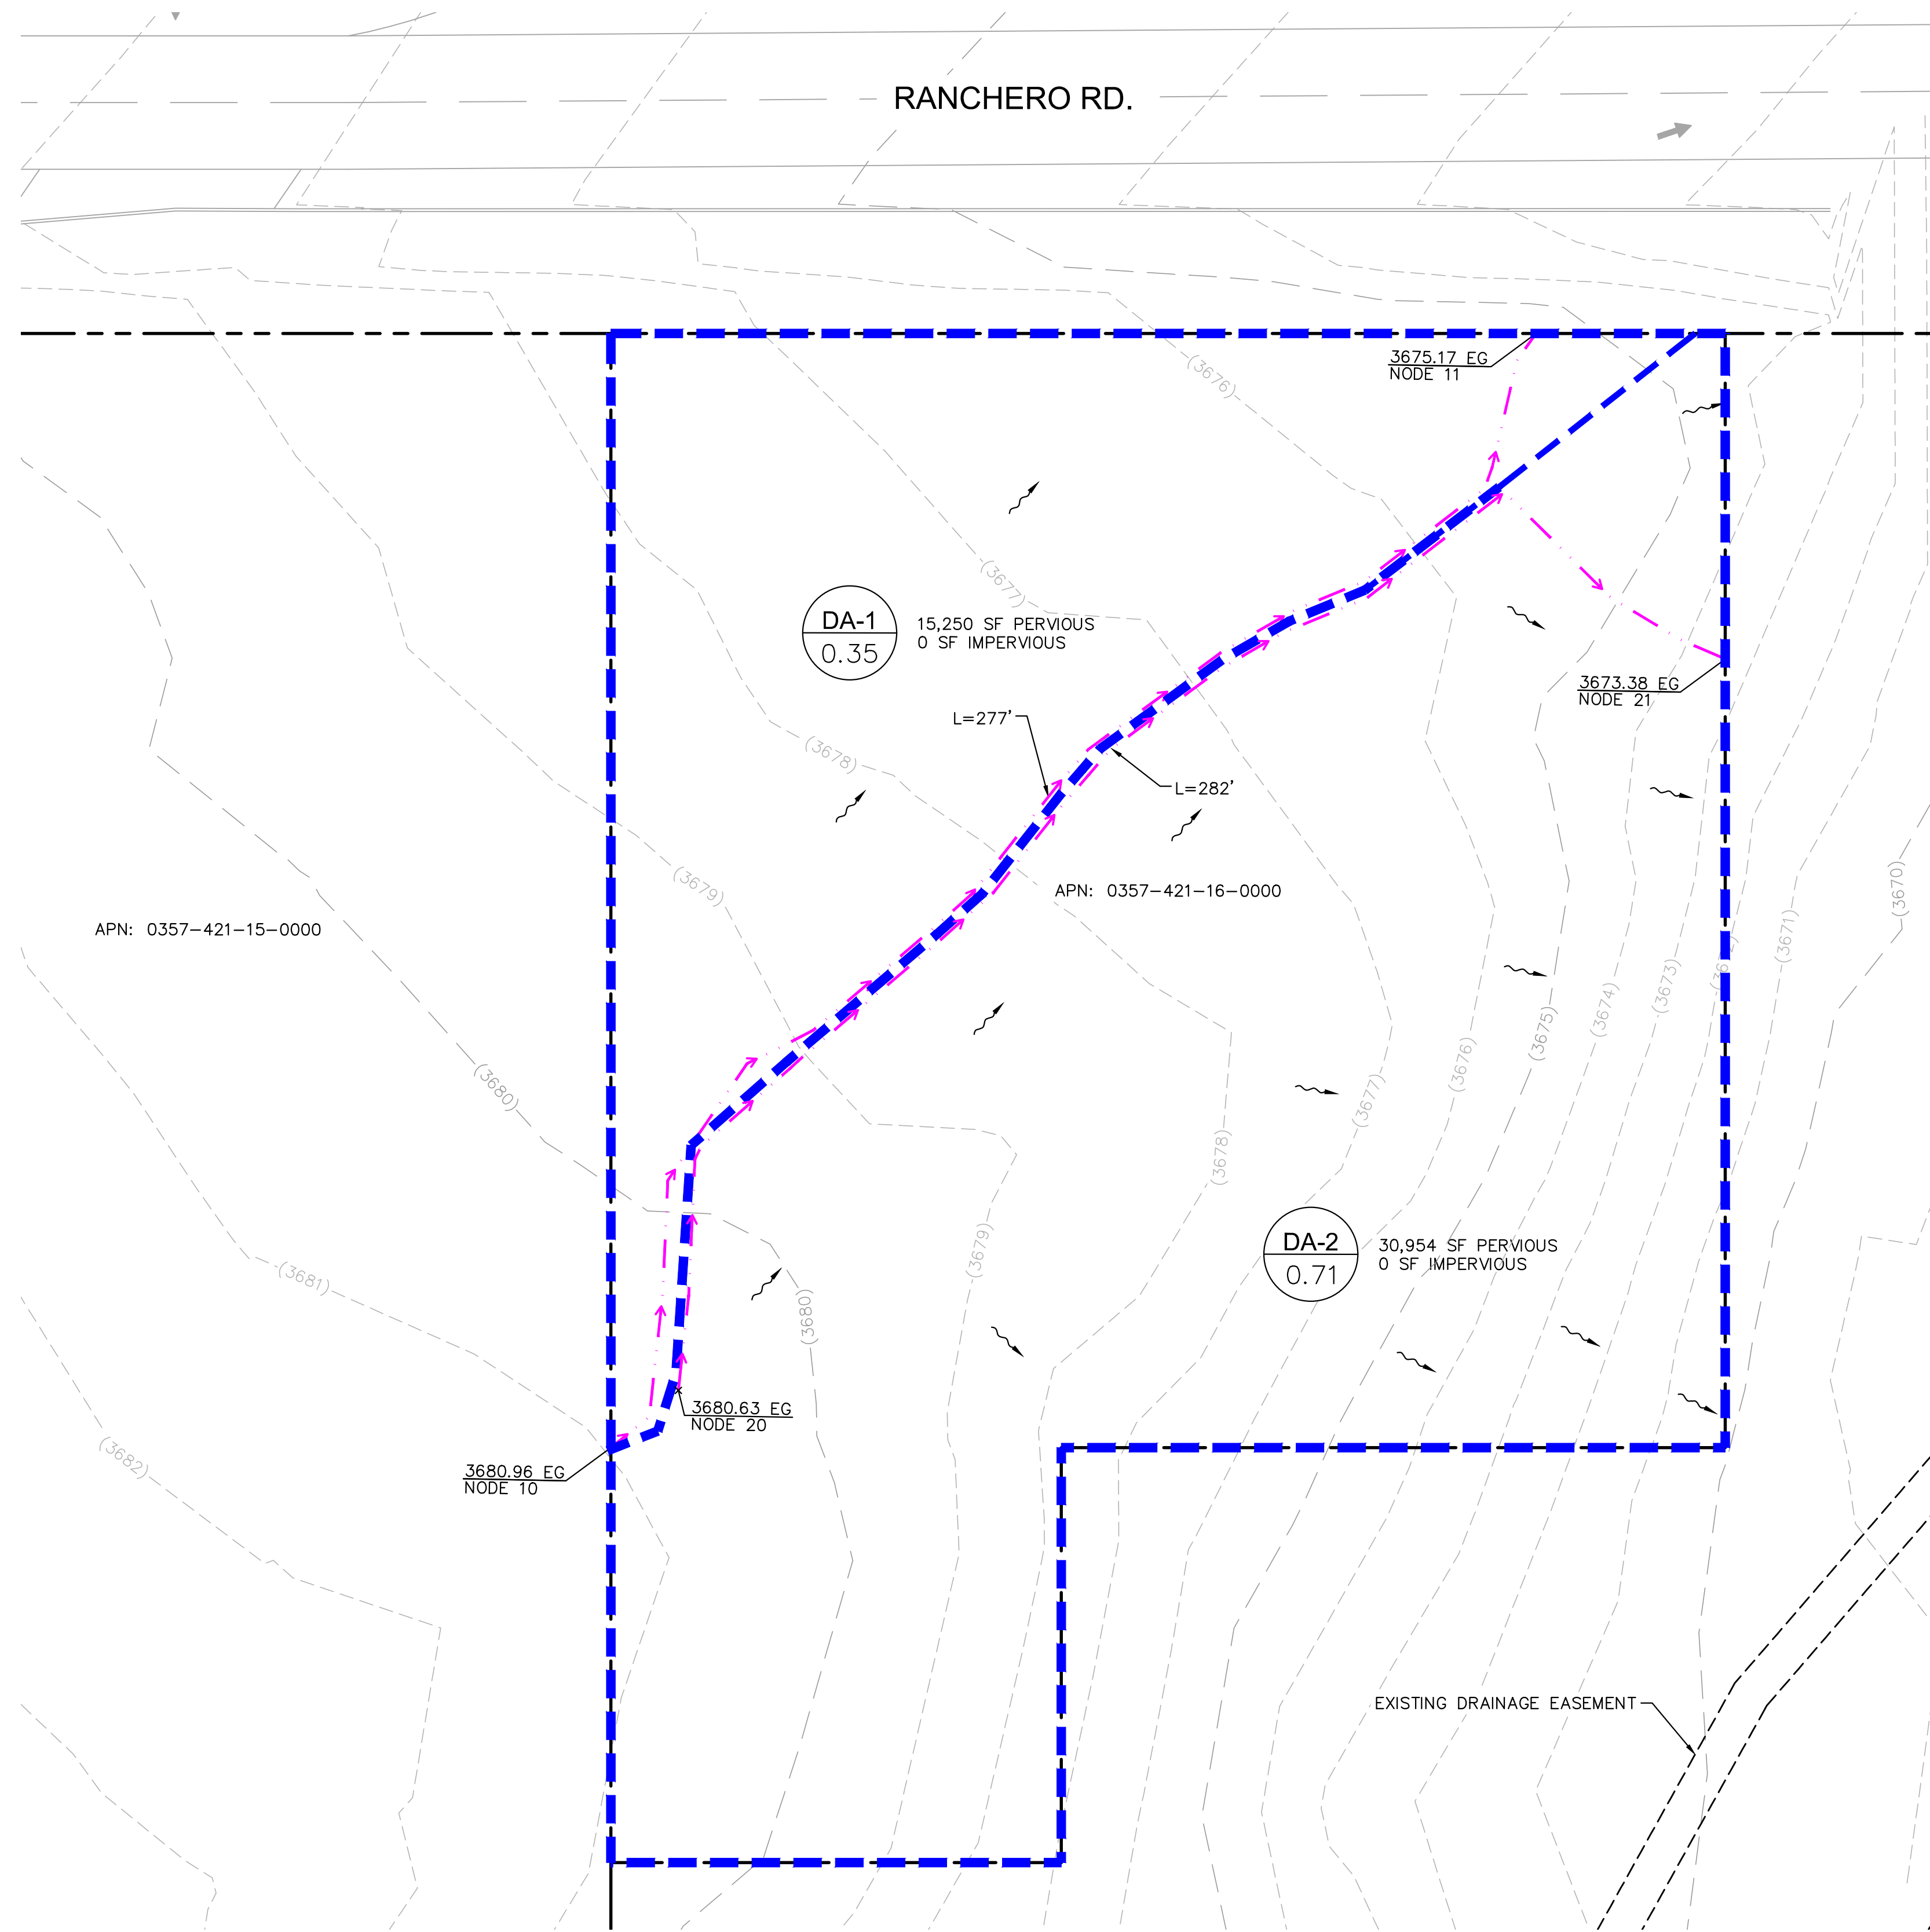 RANCHERO RD.
3675.17 EG
NODE 11
(3676)
(3677)
DA-1
0.35
15,250 SF PERVIOUS
0 SF IMPERVIOUS
3673.38 EG
NODE 21
L=277'
(3678)
L=282'
(3679)
APN: 0357-421-16-0000
(3670)
APN: 0357-421-15-0000
(3671)
(3673)
(3674)
(3675)
(3676)
(3680)
(3677)
(3678)
DA-2
0.71
30,954 SF PERVIOUS
0 SF IMPERVIOUS
(3679)
(3681)
(3680)
3680.63 EG
NODE 20
(3682)
3680.96 EG
NODE 10
EXISTING DRAINAGE EASEMENT